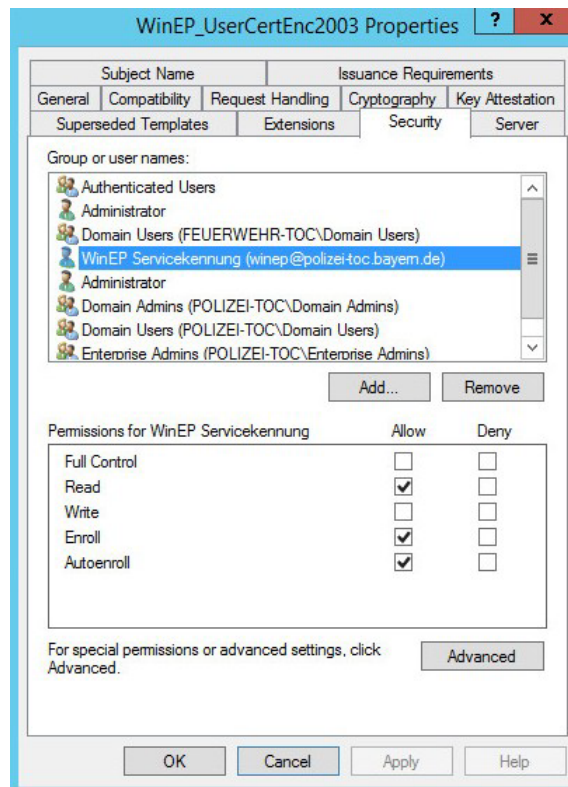 WinEP_UserCertEnc2003 Properties ? x
Subject Name Issuance Requirements
General Compatibility Request Handling Cryptography Key Attestation
Superseded Templates Extensions Security Server
Group or user names:
Authenticated Users
Administrator
Domain Users (FEUERWEHR-TOC\Domain Users)
WinEP Servicekennung (winep@polizei-toc.bayern.de)
Administrator
Domain Admins (POLIZEI-TOC\Domain Admins)
Domain Users (POLIZEI-TOC\Domain Users)
Enterprise Admins (POLIZEI-TOC\Enterprise Admins)
Add... Remove
Permissions for WinEP Servicekennung Allow Deny
Full Control
Read
Write
Enroll
Autoenroll
For special permissions or advanced settings, click
Advanced. Advanced
OK Cancel Apply Help